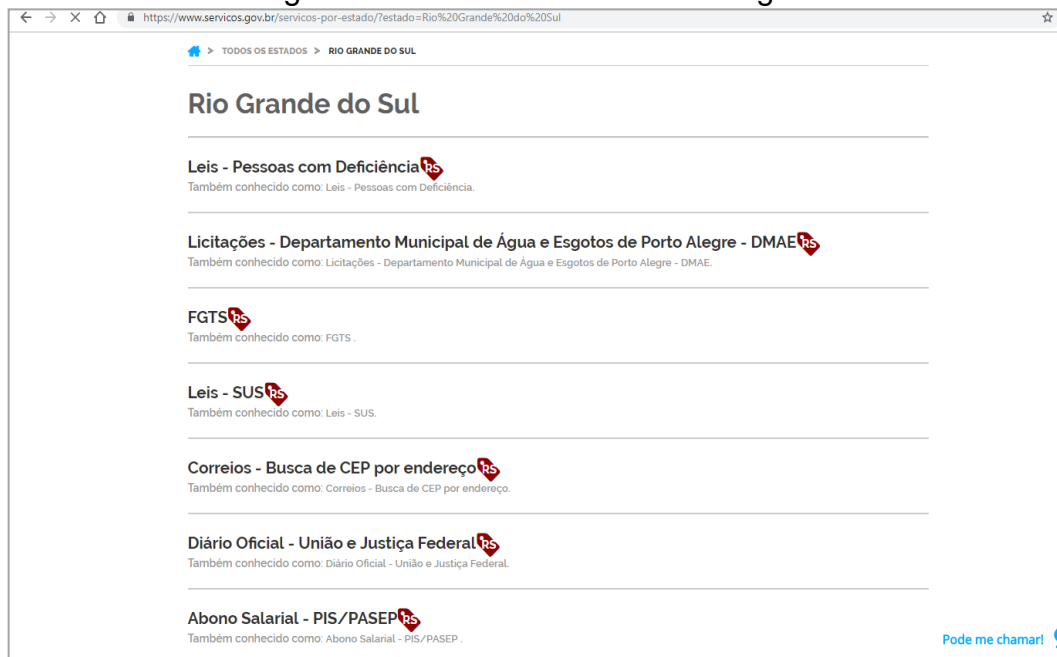 https://www.servicos.gov.br/servicos-por-estado/?estado=Rio%20Grande%20do%20Sul
> TODOS OS ESTADOS > RIO GRANDE DO SUL
Rio Grande do Sul
Leis - Pessoas com Deficiência RS
Também conhecido como: Leis - Pessoas com Deficiência.
Licitações - Departamento Municipal de Água e Esgotos de Porto Alegre - DMAE RS
Também conhecido como: Licitações - Departamento Municipal de Água e Esgotos de Porto Alegre - DMAE.
FGTS RS
Também conhecido como: FGTS .
Leis - SUS RS
Também conhecido como: Leis - SUS.
Correios - Busca de CEP por endereço RS
Também conhecido como: Correios - Busca de CEP por endereço.
Diário Oficial - União e Justiça Federal RS
Também conhecido como: Diário Oficial - União e Justiça Federal.
Abono Salarial - PIS/PASEP RS
Também conhecido como: Abono Salarial - PIS/PASEP .
Pode me chamar!